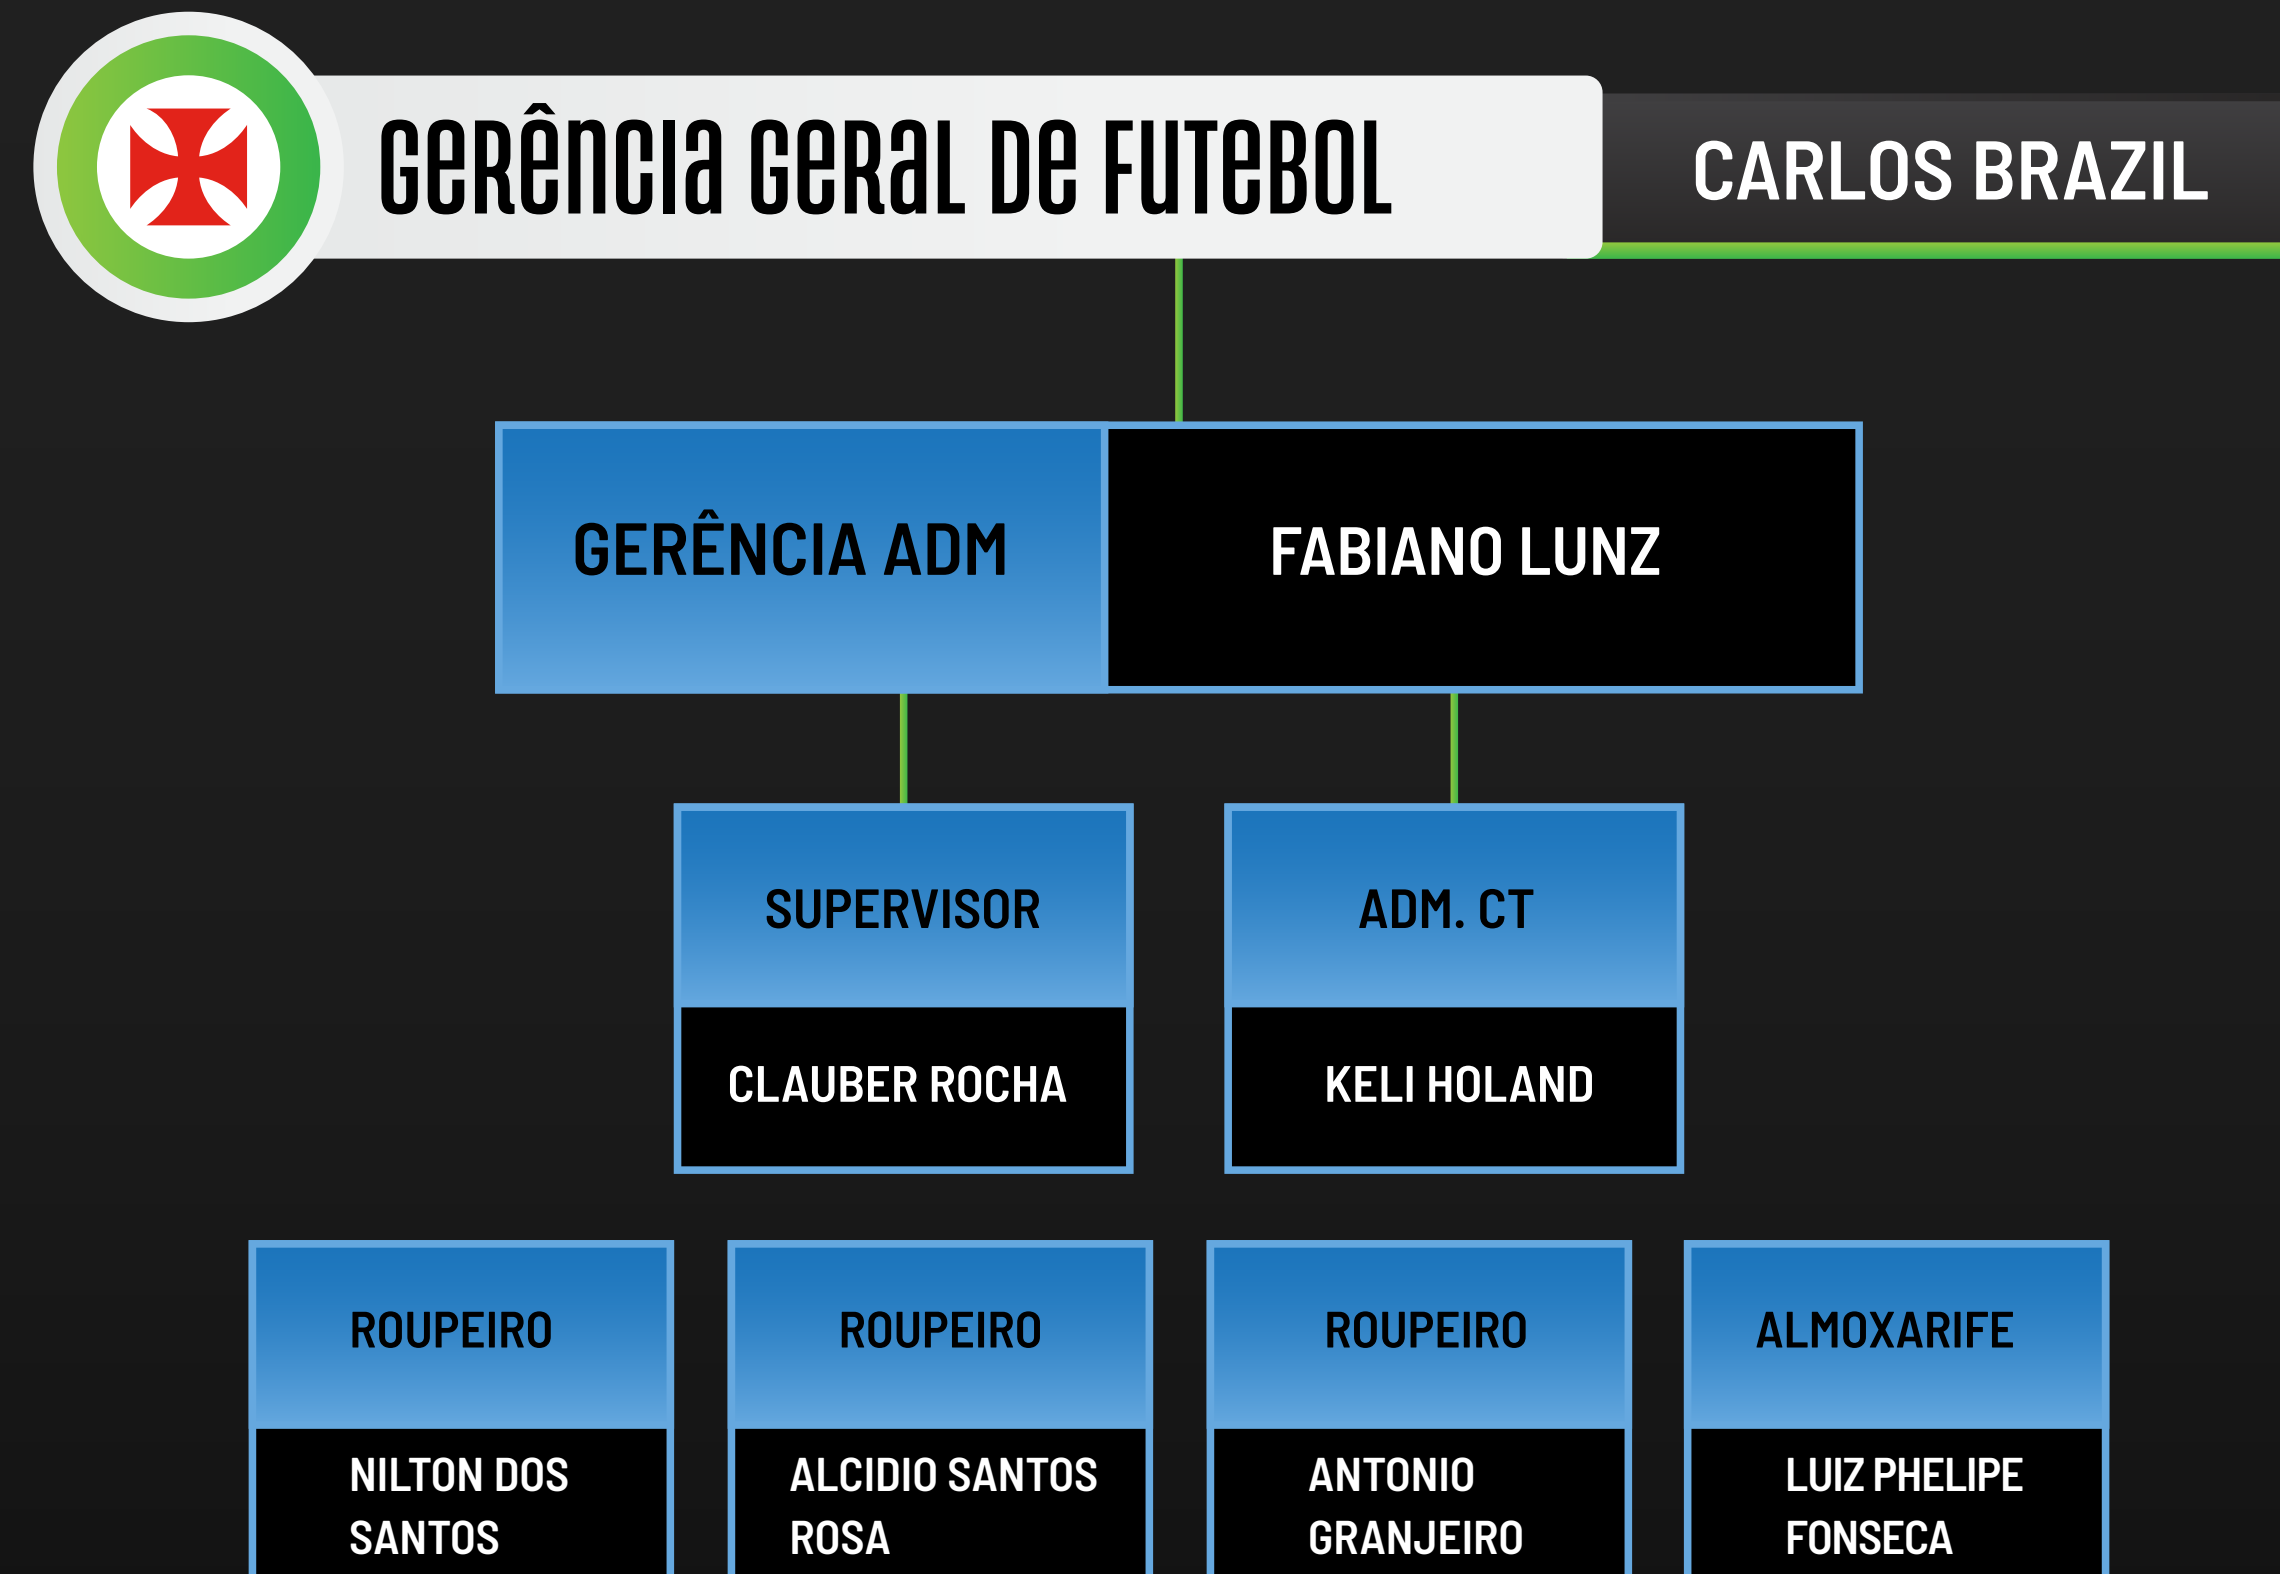 GERÊNCIA GERAL DE FUTEBOL
CARLOS BRAZIL
GERÊNCIA ADM
FABIANO LUNZ
SUPERVISOR
CLAUBER ROCHA
ADM. CT
KELI HOLAND
ROUPEIRO
NILTON DOS
SANTOS
ROUPEIRO
ALCIDIO SANTOS
ROSA
ROUPEIRO
ANTONIO
GRANJEIRO
ALMOXARIFE
LUIZ PHELIPE
FONSECA